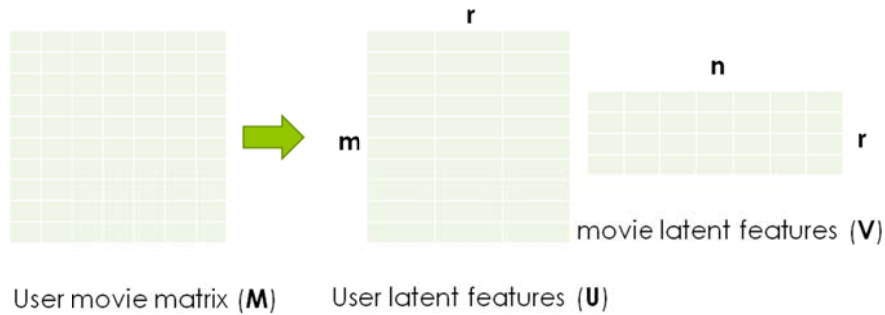 r
n
m
r
movie latent features (V)
User movie matrix (M)
User latent features (U)